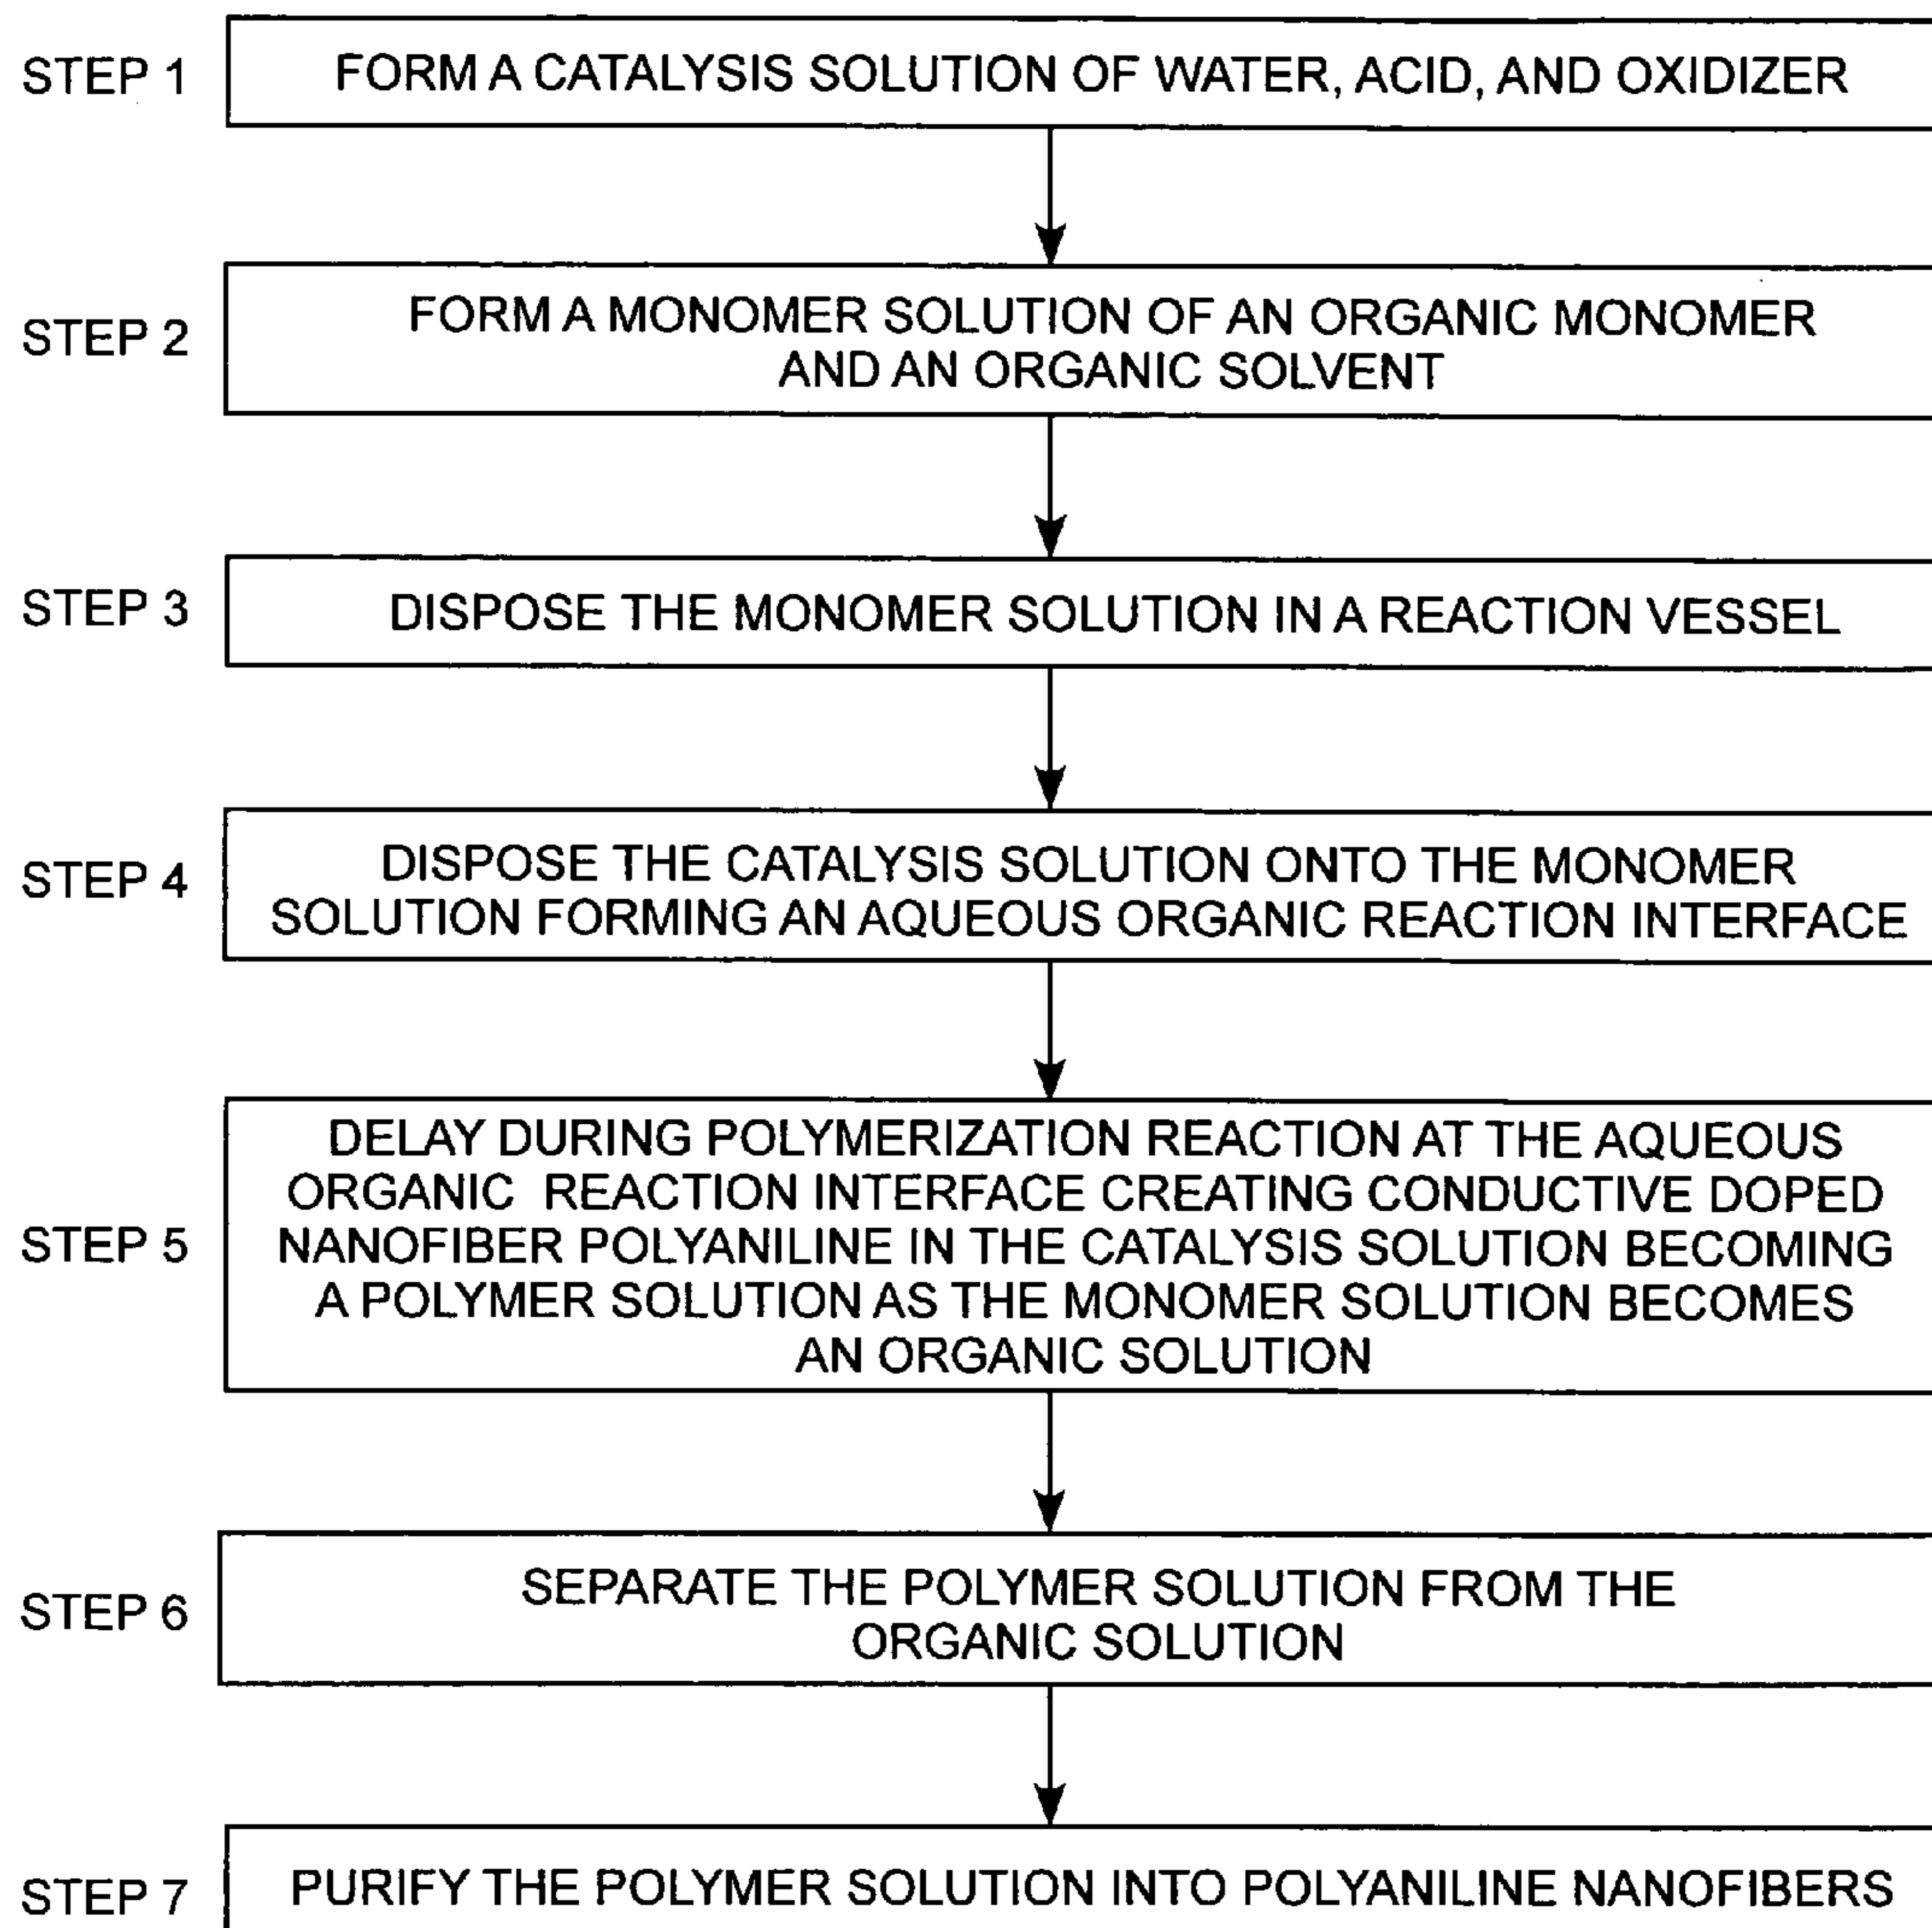 STEP 1
FORM A CATALYSIS SOLUTION OF WATER, ACID, AND OXIDIZER
STEP 2
FORM A MONOMER SOLUTION OF AN ORGANIC MONOMER
AND AN ORGANIC SOLVENT
STEP 3
DISPOSE THE MONOMER SOLUTION IN A REACTION VESSEL
STEP 4
DISPOSE THE CATALYSIS SOLUTION ONTO THE MONOMER
SOLUTION FORMING AN AQUEOUS ORGANIC REACTION INTERFACE
STEP 5
DELAY DURING POLYMERIZATION REACTION AT THE AQUEOUS
ORGANIC REACTION INTERFACE CREATING CONDUCTIVE DOPED
NANOFIBER POLYANILINE IN THE CATALYSIS SOLUTION BECOMING
A POLYMER SOLUTION AS THE MONOMER SOLUTION BECOMES
AN ORGANIC SOLUTION
STEP 6
SEPARATE THE POLYMER SOLUTION FROM THE
ORGANIC SOLUTION
STEP 7
PURIFY THE POLYMER SOLUTION INTO POLYANILINE NANOFIBERS